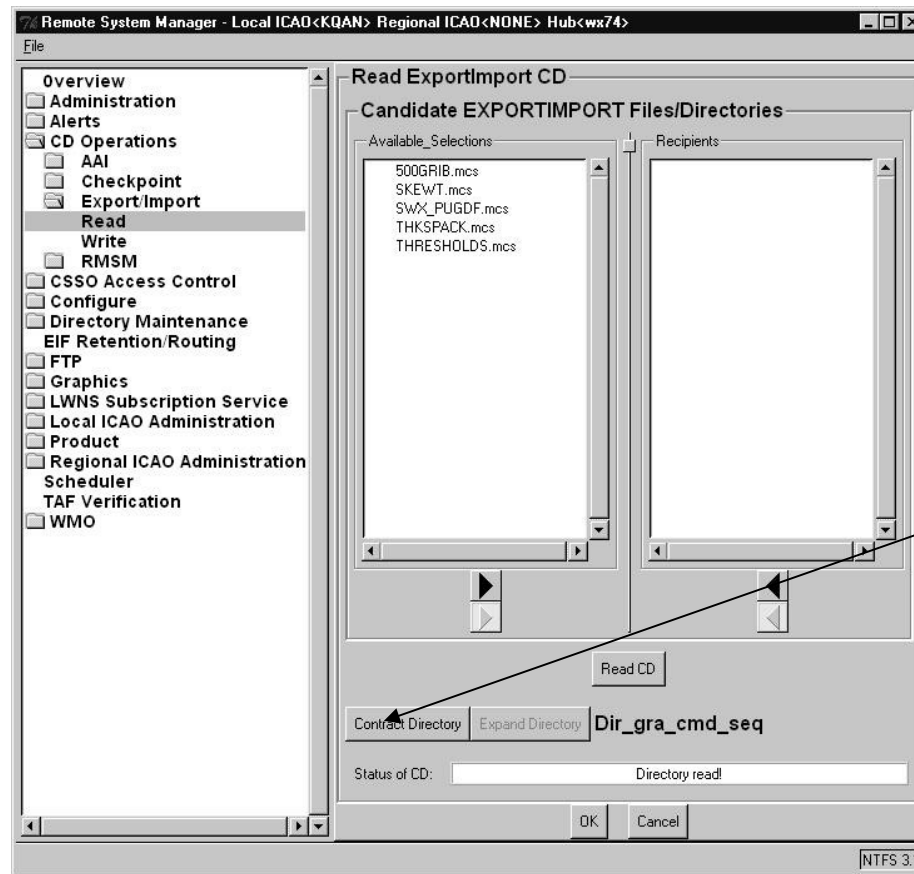 Remote System Manager - Local ICAO<KQAN> Regional ICAO<NONE> Hub<wx74>
File
Overview
Administration
Alerts
CD Operations
AAI
Checkpoint
Export/Import
Read
Write
RMSM
CSSO Access Control
Configure
Directory Maintenance
EIF Retention/Routing
FTP
Graphics
LWNS Subscription Service
Local ICAO Administration
Product
Regional ICAO Administration
Scheduler
TAF Verification
WMO
Read ExportImport CD
Candidate EXPORTIMPORT Files/Directories
Available_Selections
500GRIB.mcs
SKEWT.mcs
SWX_PUGDF.mcs
THKSPACK.mcs
THRESHOLDS.mcs
Recipients
Read CD
Contract Directory Expand Directory Dir_gra_cmd_seq
Status of CD: Directory read!
OK Cancel
NTFS 3.